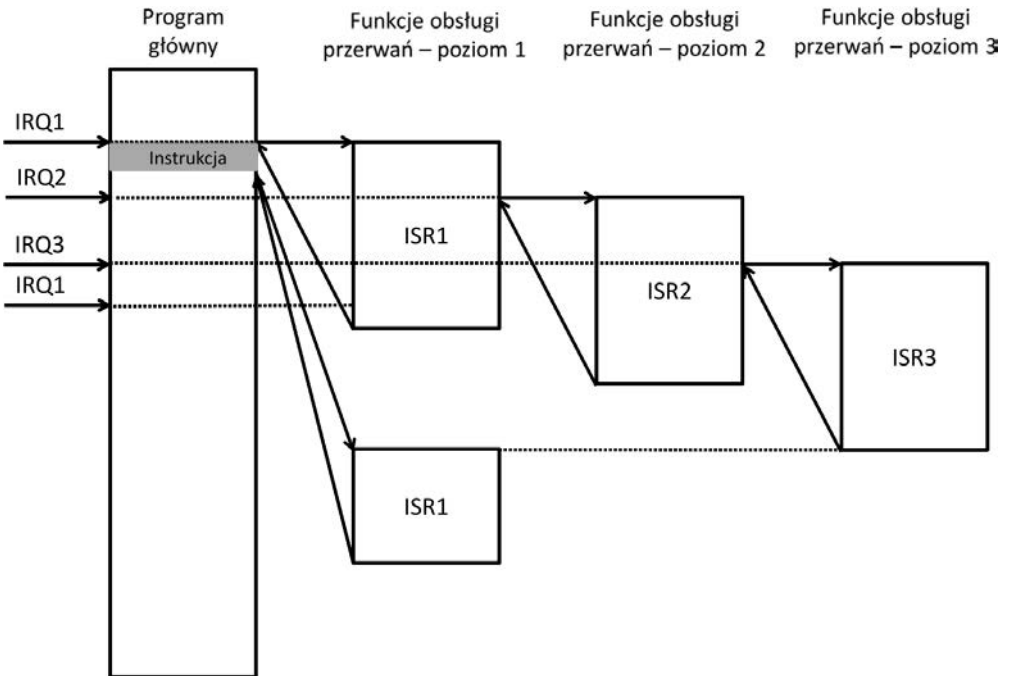 Program
główny
Funkcje obsługi
przerwań – poziom 1
Funkcje obsługi
przerwań – poziom 2
Funkcje obsługi
przerwań – poziom 3
IRQ1
Instrukcja
IRQ2
IRQ3
IRQ1
ISR1
ISR2
ISR3
ISR1